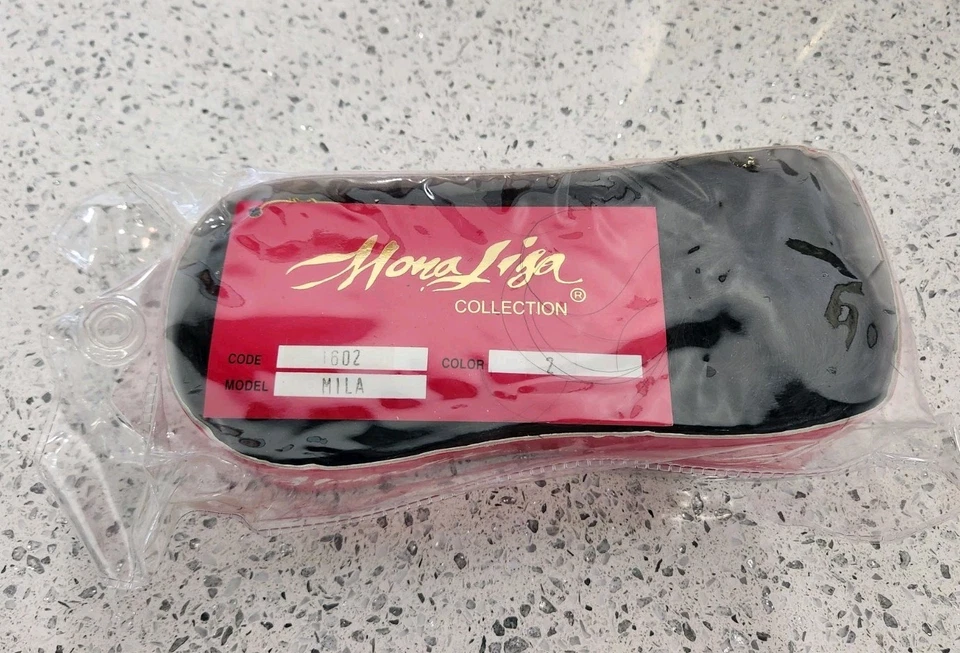 Mona Lisa
COLLECTION ®
CODE 1602 COLOR 2
MODEL MILA